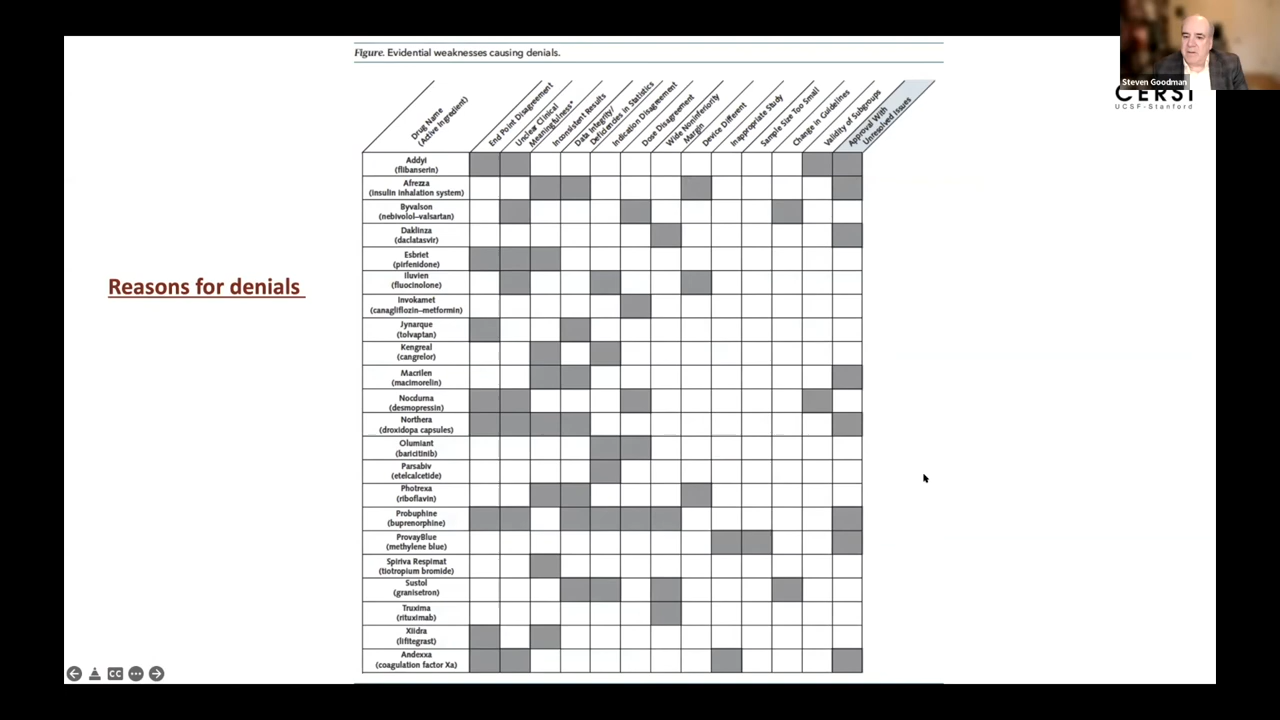 Figure. Evidential weaknesses causing denials.
Steven Goodman
CERSI
UCSF-Stanford
Drug Name
(Active Ingredient)
End Point Disagreement
Unclear Clinical
Meaningfulness*
Inconsistent Results
Data Integrity/
Deficiencies in Statistics
Indication Disagreement
Dose Disagreement
Wide Noninferiority
Margin
Device Different
Inappropriate Study
Sample Size Too Small
Change in Guidelines
Validity of Subgroups
Approval With
Unresolved Issues
Reasons for denials
Addyi
(flibanserin)
Afrezza
(insulin inhalation system)
Byvalson
(nebivolol–valsartan)
Daklinza
(daclatasvir)
Esbriet
(pirfenidone)
Iluvien
(fluocinolone)
Invokamet
(canagliflozin–metformin)
Jynarque
(tolvaptan)
Kengreal
(cangrelor)
Macrilen
(macimorelin)
Nocdurna
(desmopressin)
Northera
(droxidopa capsules)
Olumiant
(baricitinib)
Parsabiv
(etelcalcetide)
Photrexa
(riboflavin)
Probuphine
(buprenorphine)
ProvayBlue
(methylene blue)
Spiriva Respimat
(tiotropium bromide)
Sustol
(granisetron)
Truxima
(rituximab)
Xiidra
(lifitegrast)
Andexxa
(coagulation factor Xa)
CC